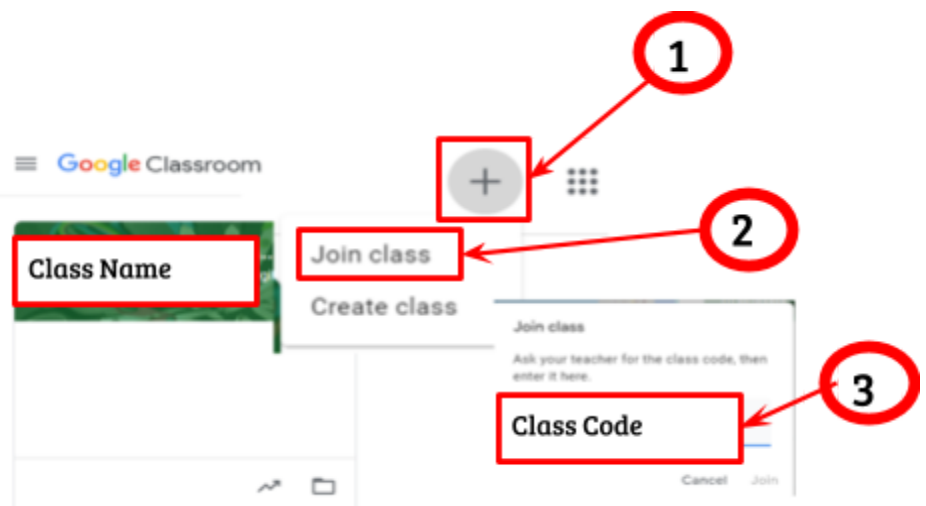 1
Google Classroom
+
2
Class Name
Join class
Create class
Join class
Ask your teacher for the class code, then
enter it here.
3
Class Code
Cancel Join